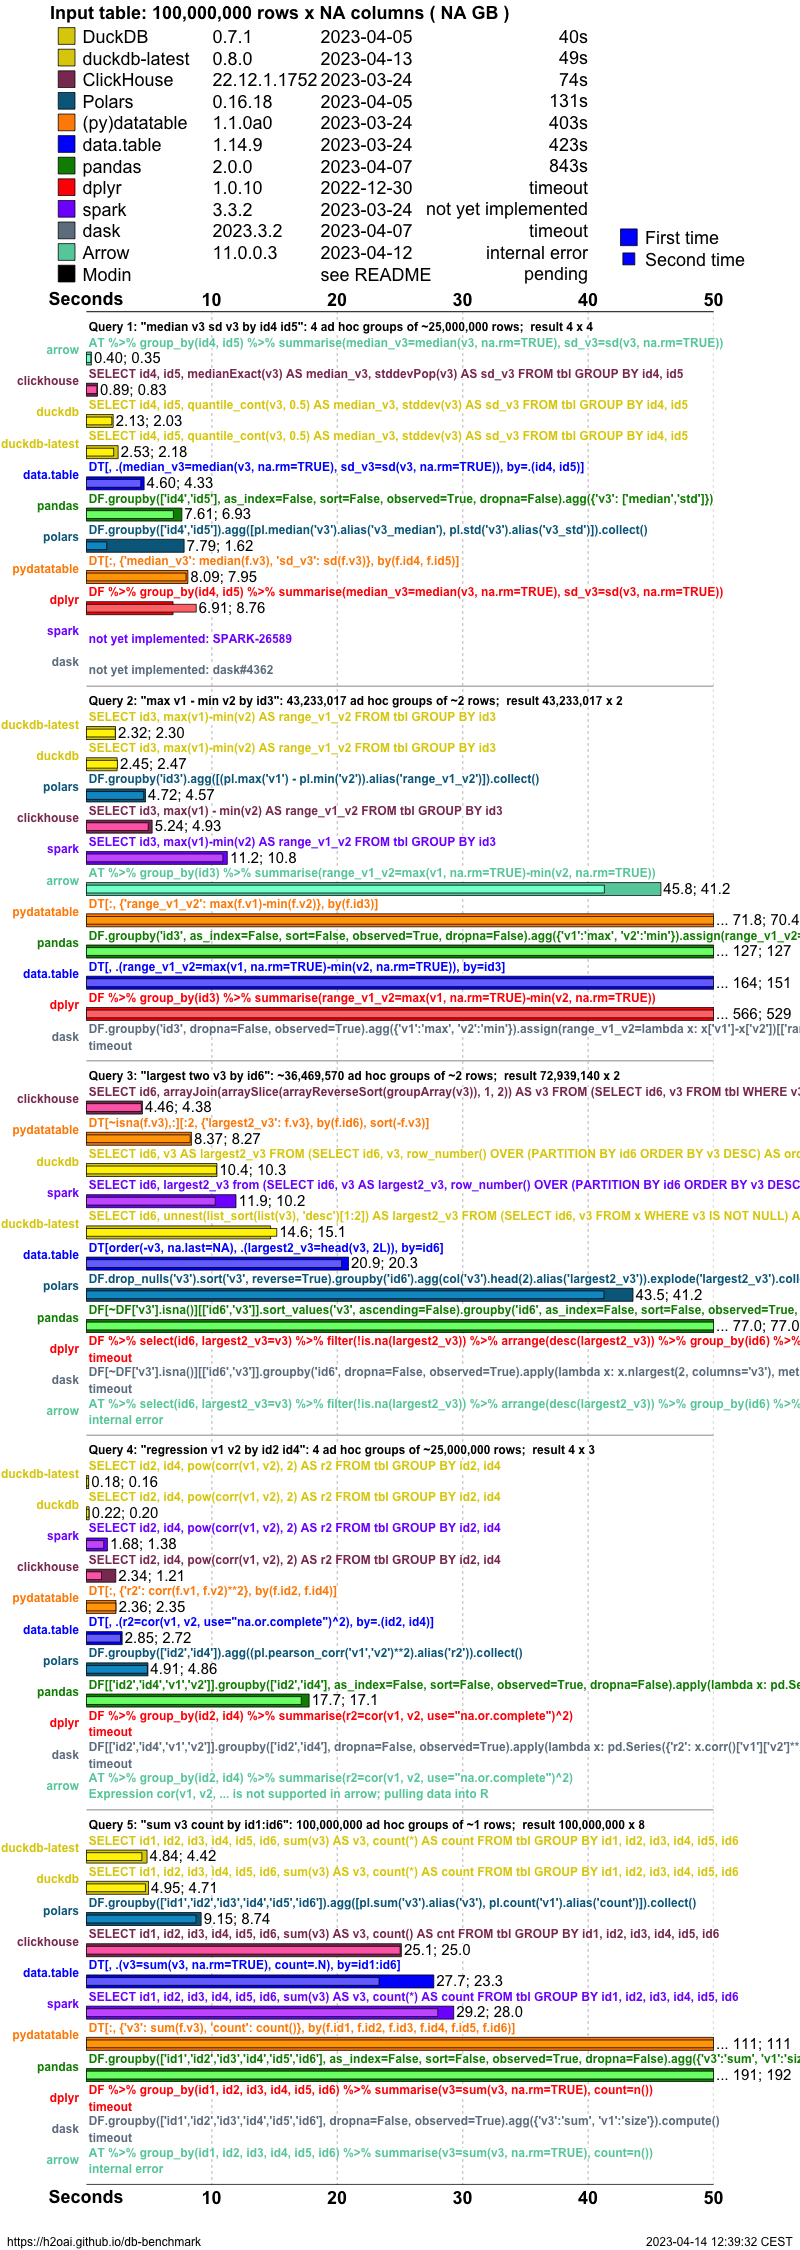 Input table: 100,000,000 rows x NA columns ( NA GB )
DuckDB 0.7.1 2023-04-05 40s
duckdb-latest 0.8.0 2023-04-13 49s
ClickHouse 22.12.1.1752 2023-03-24 74s
Polars 0.16.18 2023-04-05 131s
(py)datatable 1.1.0a0 2023-03-24 403s
data.table 1.14.9 2023-03-24 423s
pandas 2.0.0 2023-04-07 843s
dplyr 1.0.10 2022-12-30 timeout
spark 3.3.2 2023-03-24 not yet implemented
dask 2023.3.2 2023-04-07 timeout
Arrow 11.0.0.3 2023-04-12 internal error
Modin see README pending
First time
Second time
Seconds 10 20 30 40 50
Query 1: "median v3 sd v3 by id4 id5": 4 ad hoc groups of ~25,000,000 rows; result 4 x 4
AT %>% group_by(id4, id5) %>% summarise(median_v3=median(v3, na.rm=TRUE), sd_v3=sd(v3, na.rm=TRUE))
arrow 0.40; 0.35
SELECT id4, id5, medianExact(v3) AS median_v3, stddevPop(v3) AS sd_v3 FROM tbl GROUP BY id4, id5
clickhouse 0.89; 0.83
SELECT id4, id5, quantile_cont(v3, 0.5) AS median_v3, stddev(v3) AS sd_v3 FROM tbl GROUP BY id4, id5
duckdb 2.13; 2.03
SELECT id4, id5, quantile_cont(v3, 0.5) AS median_v3, stddev(v3) AS sd_v3 FROM tbl GROUP BY id4, id5
duckdb-latest 2.53; 2.18
DT[, .(median_v3=median(v3, na.rm=TRUE), sd_v3=sd(v3, na.rm=TRUE)), by=.(id4, id5)]
data.table 4.60; 4.33
DF.groupby(['id4','id5'], as_index=False, sort=False, observed=True, dropna=False).agg({'v3': ['median','std']})
pandas 7.61; 6.93
DF.groupby(['id4','id5']).agg([pl.median('v3').alias('v3_median'), pl.std('v3').alias('v3_std')]).collect()
polars 7.79; 1.62
DT[:, {'median_v3': median(f.v3), 'sd_v3': sd(f.v3)}, by(f.id4, f.id5)]
pydatatable 8.09; 7.95
DF %>% group_by(id4, id5) %>% summarise(median_v3=median(v3, na.rm=TRUE), sd_v3=sd(v3, na.rm=TRUE))
dplyr 6.91; 8.76
spark not yet implemented: SPARK-26589
dask not yet implemented: dask#4362
Query 2: "max v1 - min v2 by id3": 43,233,017 ad hoc groups of ~2 rows; result 43,233,017 x 2
SELECT id3, max(v1)-min(v2) AS range_v1_v2 FROM tbl GROUP BY id3
duckdb-latest 2.32; 2.30
SELECT id3, max(v1)-min(v2) AS range_v1_v2 FROM tbl GROUP BY id3
duckdb 2.45; 2.47
DF.groupby('id3').agg([(pl.max('v1') - pl.min('v2')).alias('range_v1_v2')]).collect()
polars 4.72; 4.57
SELECT id3, max(v1) - min(v2) AS range_v1_v2 FROM tbl GROUP BY id3
clickhouse 5.24; 4.93
SELECT id3, max(v1)-min(v2) AS range_v1_v2 FROM tbl GROUP BY id3
spark 11.2; 10.8
AT %>% group_by(id3) %>% summarise(range_v1_v2=max(v1, na.rm=TRUE)-min(v2, na.rm=TRUE))
arrow 45.8; 41.2
DT[:, {'range_v1_v2': max(f.v1)-min(f.v2)}, by(f.id3)]
pydatatable ... 71.8; 70.4
DF.groupby('id3', as_index=False, sort=False, observed=True, dropna=False).agg({'v1':'max', 'v2':'min'}).assign(range_v1_v2=
pandas ... 127; 127
DT[, .(range_v1_v2=max(v1, na.rm=TRUE)-min(v2, na.rm=TRUE)), by=id3]
data.table ... 164; 151
DF %>% group_by(id3) %>% summarise(range_v1_v2=max(v1, na.rm=TRUE)-min(v2, na.rm=TRUE))
dplyr ... 566; 529
DF.groupby('id3', dropna=False, observed=True).agg({'v1':'max', 'v2':'min'}).assign(range_v1_v2=lambda x: x['v1']-x['v2'])[['ra
dask timeout
Query 3: "largest two v3 by id6": ~36,469,570 ad hoc groups of ~2 rows; result 72,939,140 x 2
SELECT id6, arrayJoin(arraySlice(arrayReverseSort(groupArray(v3)), 1, 2)) AS v3 FROM (SELECT id6, v3 FROM tbl WHERE v3
clickhouse 4.46; 4.38
DT[~isna(f.v3),:][:2, {'largest2_v3': f.v3}, by(f.id6), sort(-f.v3)]
pydatatable 8.37; 8.27
SELECT id6, v3 AS largest2_v3 FROM (SELECT id6, v3, row_number() OVER (PARTITION BY id6 ORDER BY v3 DESC) AS ord
duckdb 10.4; 10.3
SELECT id6, largest2_v3 from (SELECT id6, v3 AS largest2_v3, row_number() OVER (PARTITION BY id6 ORDER BY v3 DESC
spark 11.9; 10.2
SELECT id6, unnest(list_sort(list(v3), 'desc')[1:2]) AS largest2_v3 FROM (SELECT id6, v3 FROM x WHERE v3 IS NOT NULL) A
duckdb-latest 14.6; 15.1
DT[order(-v3, na.last=NA), .(largest2_v3=head(v3, 2L)), by=id6]
data.table 20.9; 20.3
DF.drop_nulls('v3').sort('v3', reverse=True).groupby('id6').agg(col('v3').head(2).alias('largest2_v3')).explode('largest2_v3').coll
polars 43.5; 41.2
DF[~DF['v3'].isna()][['id6','v3']].sort_values('v3', ascending=False).groupby('id6', as_index=False, sort=False, observed=True,
pandas ... 77.0; 77.0
DF %>% select(id6, largest2_v3=v3) %>% filter(!is.na(largest2_v3)) %>% arrange(desc(largest2_v3)) %>% group_by(id6) %>%
dplyr timeout
DF[~DF['v3'].isna()][['id6','v3']].groupby('id6', dropna=False, observed=True).apply(lambda x: x.nlargest(2, columns='v3'), met
dask timeout
AT %>% select(id6, largest2_v3=v3) %>% filter(!is.na(largest2_v3)) %>% arrange(desc(largest2_v3)) %>% group_by(id6) %>%
arrow internal error
Query 4: "regression v1 v2 by id2 id4": 4 ad hoc groups of ~25,000,000 rows; result 4 x 3
SELECT id2, id4, pow(corr(v1, v2), 2) AS r2 FROM tbl GROUP BY id2, id4
duckdb-latest 0.18; 0.16
SELECT id2, id4, pow(corr(v1, v2), 2) AS r2 FROM tbl GROUP BY id2, id4
duckdb 0.22; 0.20
SELECT id2, id4, pow(corr(v1, v2), 2) AS r2 FROM tbl GROUP BY id2, id4
spark 1.68; 1.38
SELECT id2, id4, pow(corr(v1, v2), 2) AS r2 FROM tbl GROUP BY id2, id4
clickhouse 2.34; 1.21
DT[:, {'r2': corr(f.v1, f.v2)**2}, by(f.id2, f.id4)]
pydatatable 2.36; 2.35
DT[, .(r2=cor(v1, v2, use="na.or.complete")^2), by=.(id2, id4)]
data.table 2.85; 2.72
DF.groupby(['id2','id4']).agg((pl.pearson_corr('v1','v2')**2).alias('r2')).collect()
polars 4.91; 4.86
DF[['id2','id4','v1','v2']].groupby(['id2','id4'], as_index=False, sort=False, observed=True, dropna=False).apply(lambda x: pd.Se
pandas 17.7; 17.1
DF %>% group_by(id2, id4) %>% summarise(r2=cor(v1, v2, use="na.or.complete")^2)
dplyr timeout
DF[['id2','id4','v1','v2']].groupby(['id2','id4'], dropna=False, observed=True).apply(lambda x: pd.Series({'r2': x.corr()['v1']['v2']**
dask timeout
AT %>% group_by(id2, id4) %>% summarise(r2=cor(v1, v2, use="na.or.complete")^2)
arrow Expression cor(v1, v2, ... is not supported in arrow; pulling data into R
Query 5: "sum v3 count by id1:id6": 100,000,000 ad hoc groups of ~1 rows; result 100,000,000 x 8
SELECT id1, id2, id3, id4, id5, id6, sum(v3) AS v3, count(*) AS count FROM tbl GROUP BY id1, id2, id3, id4, id5, id6
duckdb-latest 4.84; 4.42
SELECT id1, id2, id3, id4, id5, id6, sum(v3) AS v3, count(*) AS count FROM tbl GROUP BY id1, id2, id3, id4, id5, id6
duckdb 4.95; 4.71
DF.groupby(['id1','id2','id3','id4','id5','id6']).agg([pl.sum('v3').alias('v3'), pl.count('v1').alias('count')]).collect()
polars 9.15; 8.74
SELECT id1, id2, id3, id4, id5, id6, sum(v3) AS v3, count() AS cnt FROM tbl GROUP BY id1, id2, id3, id4, id5, id6
clickhouse 25.1; 25.0
DT[, .(v3=sum(v3, na.rm=TRUE), count=.N), by=id1:id6]
data.table 27.7; 23.3
SELECT id1, id2, id3, id4, id5, id6, sum(v3) AS v3, count(*) AS count FROM tbl GROUP BY id1, id2, id3, id4, id5, id6
spark 29.2; 28.0
DT[:, {'v3': sum(f.v3), 'count': count()}, by(f.id1, f.id2, f.id3, f.id4, f.id5, f.id6)]
pydatatable ... 111; 111
DF.groupby(['id1','id2','id3','id4','id5','id6'], as_index=False, sort=False, observed=True, dropna=False).agg({'v3':'sum', 'v1':'siz
pandas ... 191; 192
DF %>% group_by(id1, id2, id3, id4, id5, id6) %>% summarise(v3=sum(v3, na.rm=TRUE), count=n())
dplyr timeout
DF.groupby(['id1','id2','id3','id4','id5','id6'], dropna=False, observed=True).agg({'v3':'sum', 'v1':'size'}).compute()
dask timeout
AT %>% group_by(id1, id2, id3, id4, id5, id6) %>% summarise(v3=sum(v3, na.rm=TRUE), count=n())
arrow internal error
Seconds 10 20 30 40 50
https://h2oai.github.io/db-benchmark 2023-04-14 12:39:32 CEST